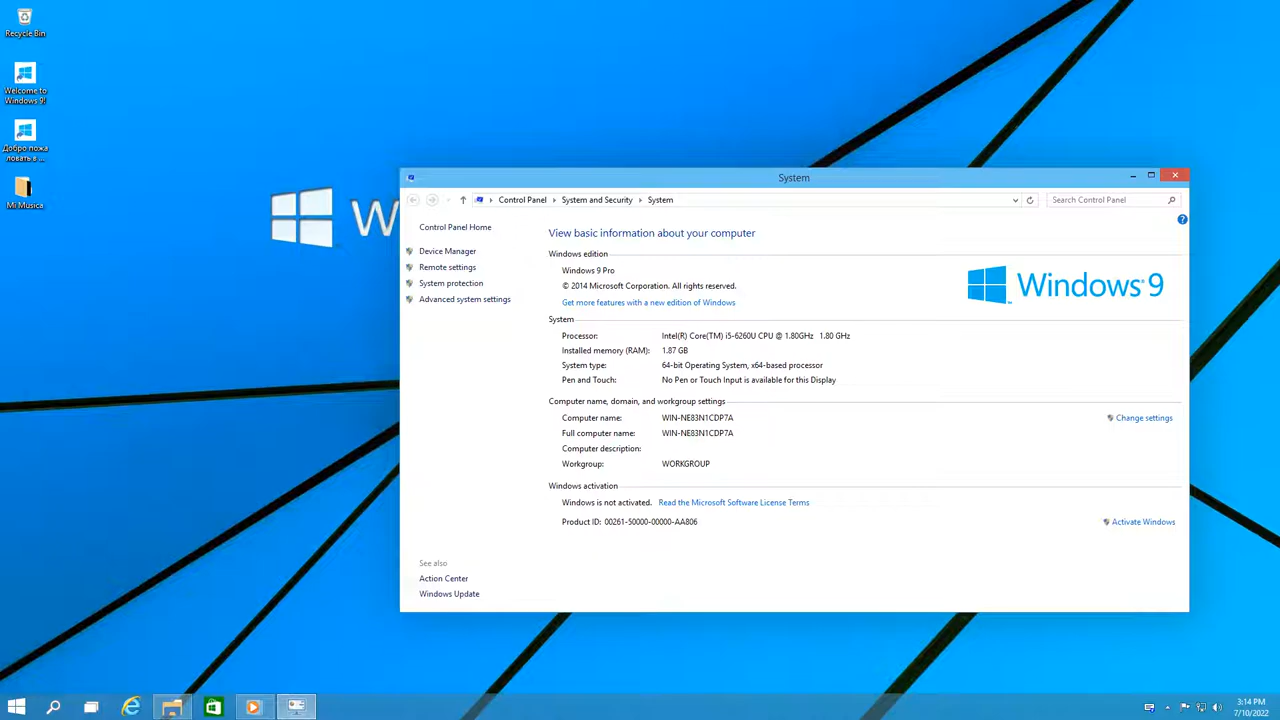 Recycle Bin
Welcome to
Windows 9!
Добро пожа
ловать в ...
Mi Musica
W
System
Control Panel
System and Security
System
Search Control Panel
Control Panel Home
Device Manager
Remote settings
System protection
Advanced system settings
View basic information about your computer
Windows edition
Windows 9 Pro
© 2014 Microsoft Corporation. All rights reserved.
Get more features with a new edition of Windows
Windows 9
System
Processor: Intel(R) Core(TM) i5-6260U CPU @ 1.80GHz 1.80 GHz
Installed memory (RAM): 1.87 GB
System type: 64-bit Operating System, x64-based processor
Pen and Touch: No Pen or Touch Input is available for this Display
Computer name, domain, and workgroup settings
Computer name: WIN-NE83N1CDP7A
Change settings
Full computer name: WIN-NE83N1CDP7A
Computer description:
Workgroup: WORKGROUP
Windows activation
Windows is not activated. Read the Microsoft Software License Terms
Product ID: 00261-50000-00000-AA806
Activate Windows
See also
Action Center
Windows Update
3:14 PM
7/10/2022